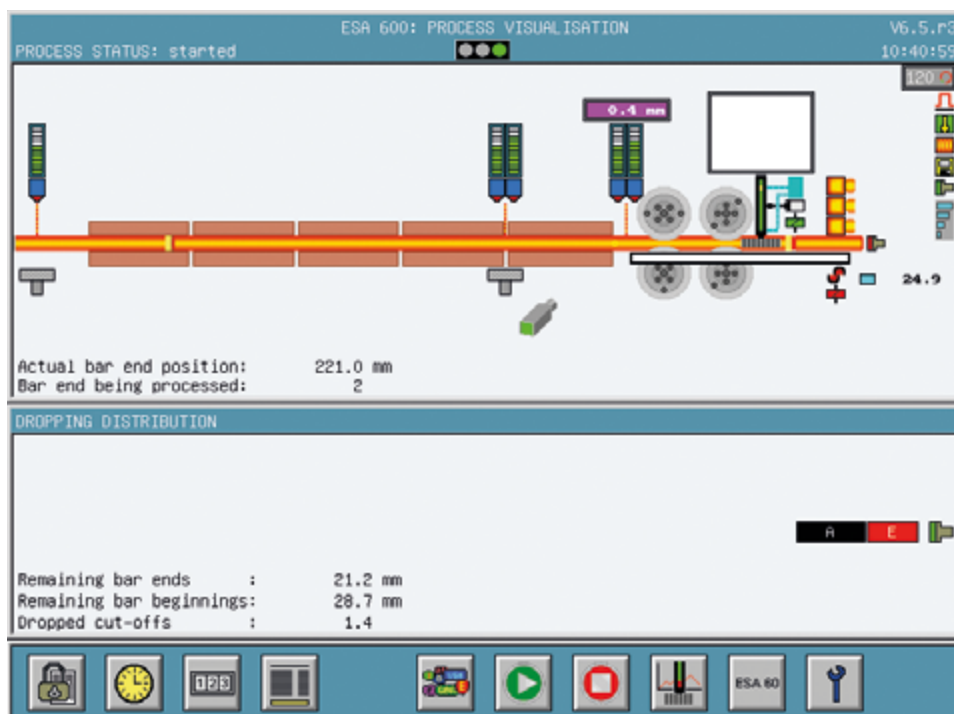 ESA 600: PROCESS VISUALISATION
V6.5.r3
PROCESS STATUS: started
10:40:59
120
0.4 mm
24.9
Actual bar end position: 221.0 mm
Bar end being processed: 2
DROPPING DISTRIBUTION
A E
Remaining bar ends : 21.2 mm
Remaining bar beginnings: 28.7 mm
Dropped cut-offs : 1.4
123
ESA 60